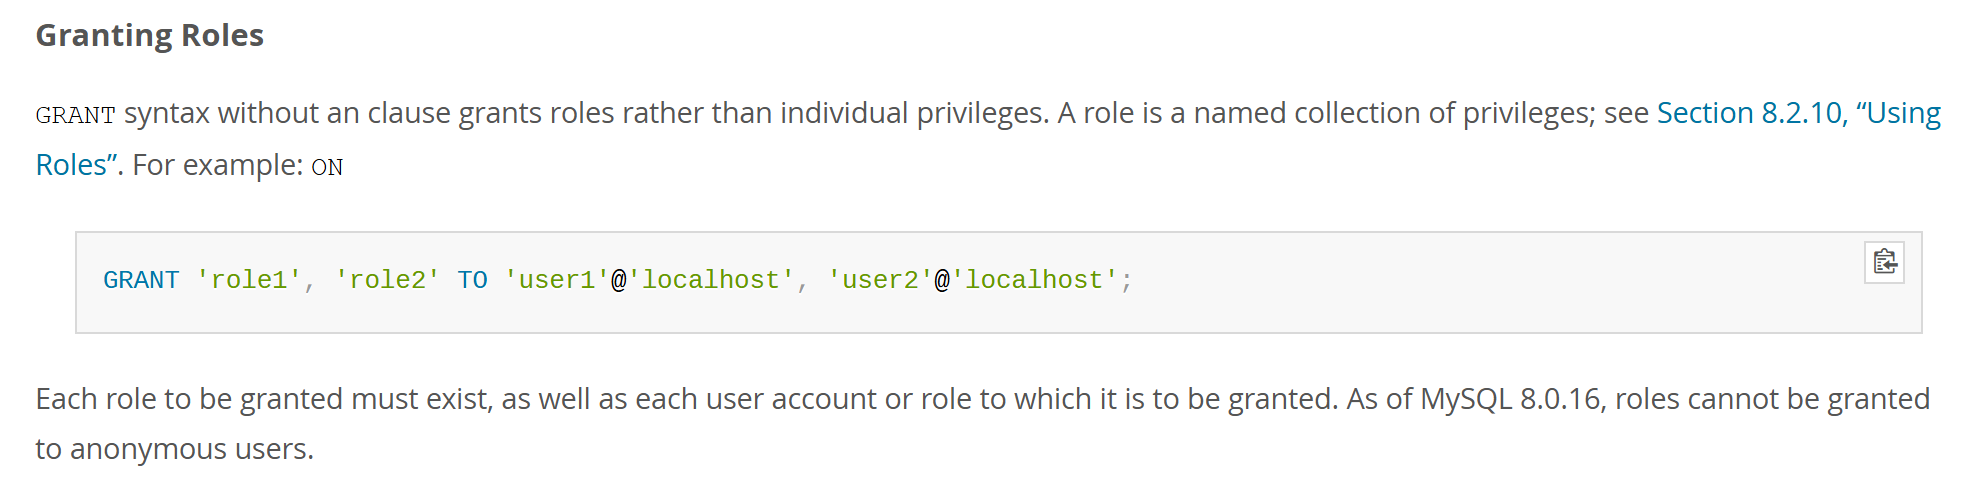 Granting Roles
GRANT syntax without an clause grants roles rather than individual privileges. A role is a named collection of privileges; see Section 8.2.10, “Using
Roles”. For example: ON
GRANT 'role1', 'role2' TO 'user1'@'localhost', 'user2'@'localhost';
Each role to be granted must exist, as well as each user account or role to which it is to be granted. As of MySQL 8.0.16, roles cannot be granted
to anonymous users.